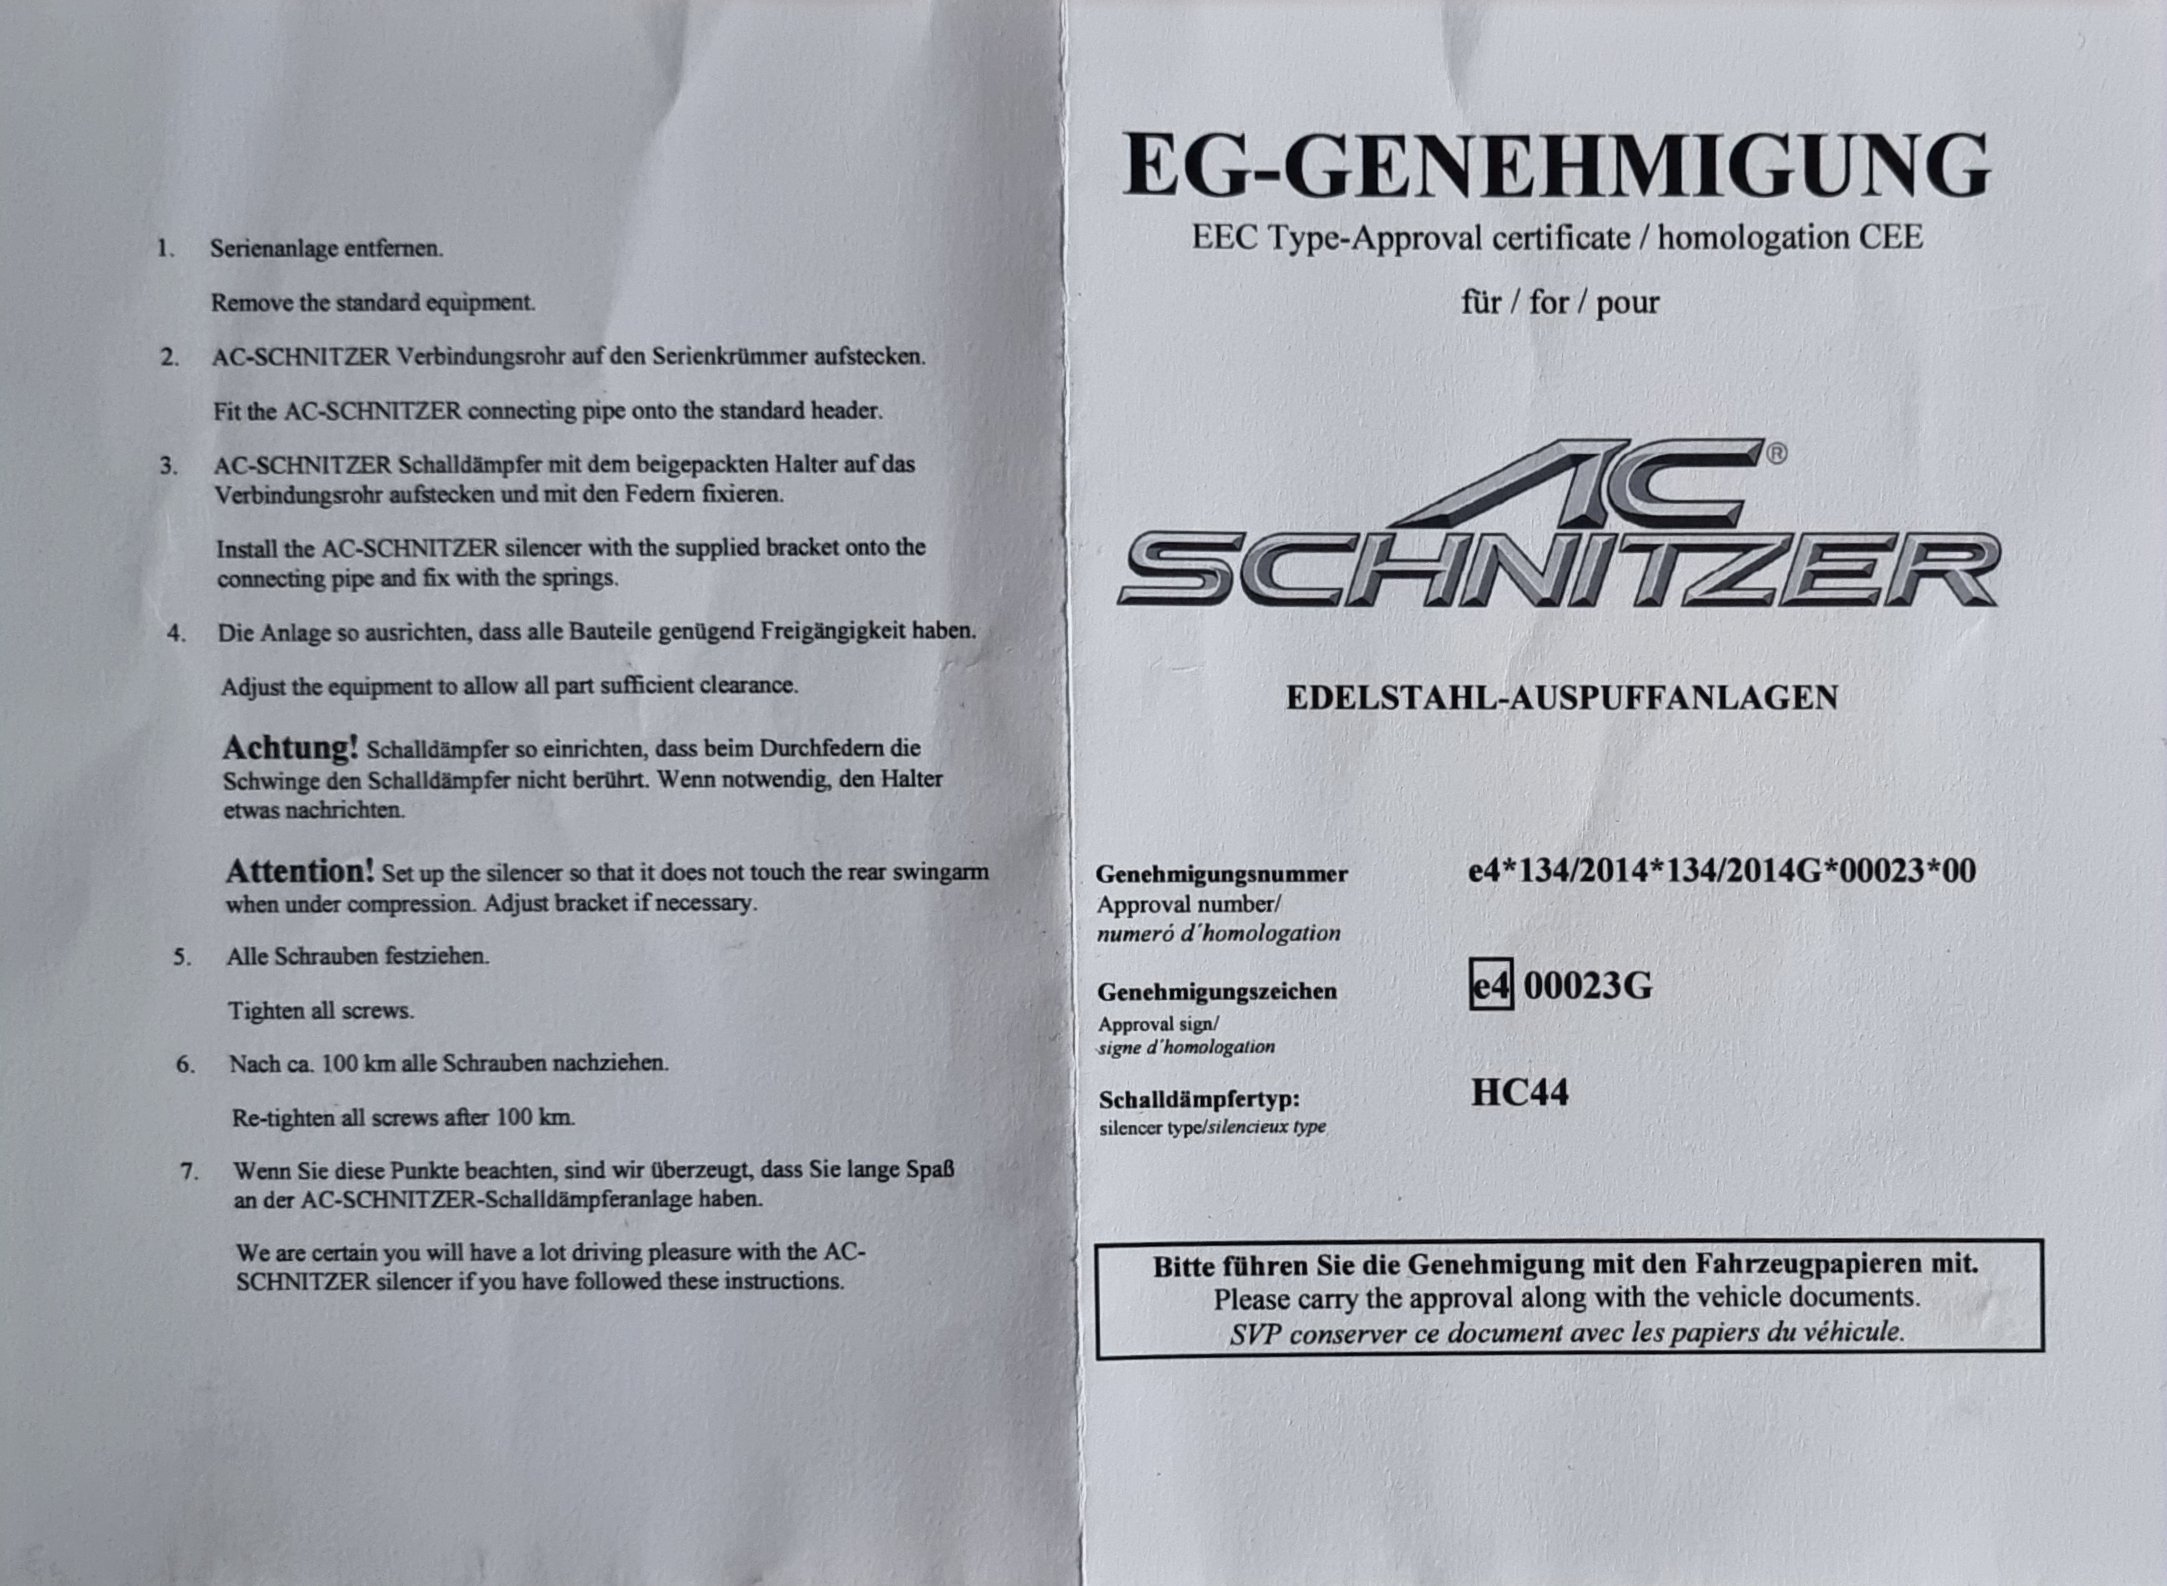 1. Serienanlage entfernen.
Remove the standard equipment.
2. AC-SCHNITZER Verbindungsrohr auf den Serienkrümmer aufstecken.
Fit the AC-SCHNITZER connecting pipe onto the standard header.
3. AC-SCHNITZER Schalldämpfer mit dem beigepackten Halter auf das
Verbindungsrohr aufstecken und mit den Federn fixieren.
Install the AC-SCHNITZER silencer with the supplied bracket onto the
connecting pipe and fix with the springs.
4. Die Anlage so ausrichten, dass alle Bauteile genügend Freigängigkeit haben.
Adjust the equipment to allow all part sufficient clearance.
Achtung! Schalldämpfer so einrichten, dass beim Durchfedern die
Schwinge den Schalldämpfer nicht berührt. Wenn notwendig, den Halter
etwas nachrichten.
Attention! Set up the silencer so that it does not touch the rear swingarm
when under compression. Adjust bracket if necessary.
5. Alle Schrauben festziehen.
Tighten all screws.
6. Nach ca. 100 km alle Schrauben nachziehen.
Re-tighten all screws after 100 km.
7. Wenn Sie diese Punkte beachten, sind wir überzeugt, dass Sie lange Spaß
an der AC-SCHNITZER-Schalldämpferanlage haben.
We are certain you will have a lot driving pleasure with the AC-
SCHNITZER silencer if you have followed these instructions.
EG-GENEHMIGUNG
EEC Type-Approval certificate / homologation CEE
für / for / pour
AC®
SCHNITZER
EDELSTAHL-AUSPUFFANLAGEN
Genehmigungsnummer e4*134/2014*134/2014G*00023*00
Approval number/
numeró d´homologation
Genehmigungszeichen e4 00023G
Approval sign/
signe d´homologation
Schalldämpfertyp: HC44
silencer type/silencieux type
Bitte führen Sie die Genehmigung mit den Fahrzeugpapieren mit.
Please carry the approval along with the vehicle documents.
SVP conserver ce document avec les papiers du véhicule.